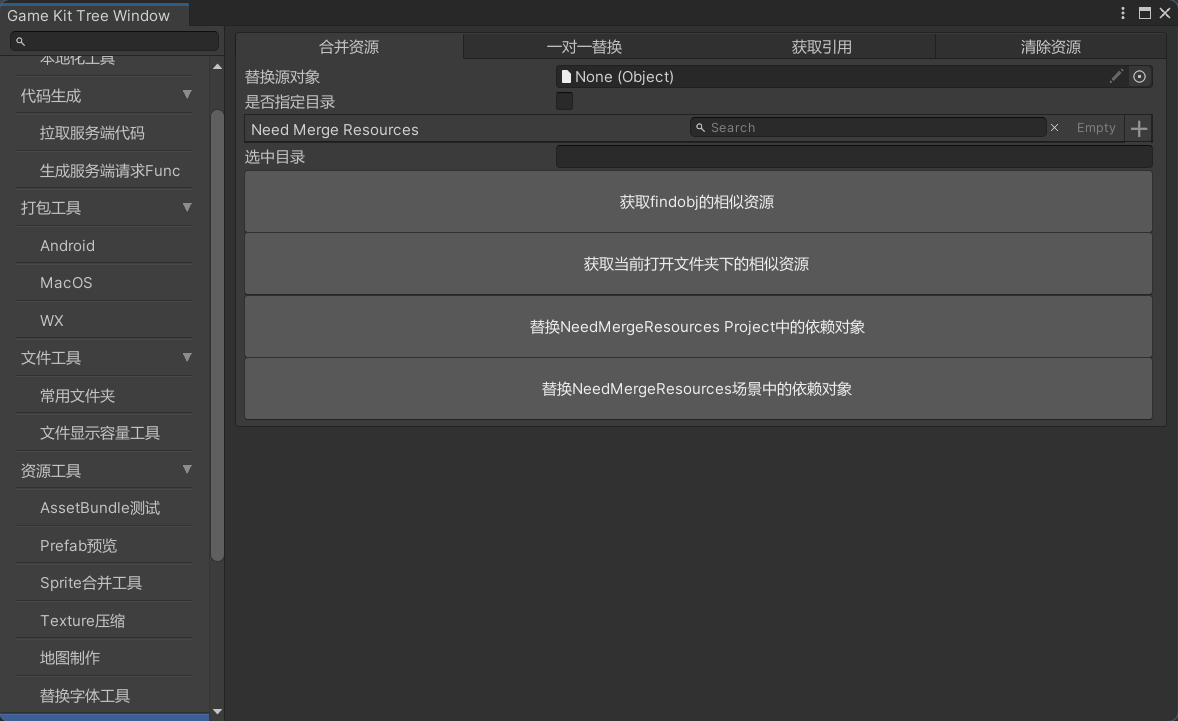 Game Kit Tree Window
本地化工具
代码生成
拉取服务端代码
生成服务端请求Func
打包工具
Android
MacOS
WX
文件工具
常用文件夹
文件显示容量工具
资源工具
AssetBundle测试
Prefab预览
Sprite合并工具
Texture压缩
地图制作
替换字体工具
合并资源 一对一替换 获取引用 清除资源
替换源对象 None (Object)
是否指定目录
Need Merge Resources Search Empty
选中目录
获取findobj的相似资源
获取当前打开文件夹下的相似资源
替换NeedMergeResources Project中的依赖对象
替换NeedMergeResources场景中的依赖对象